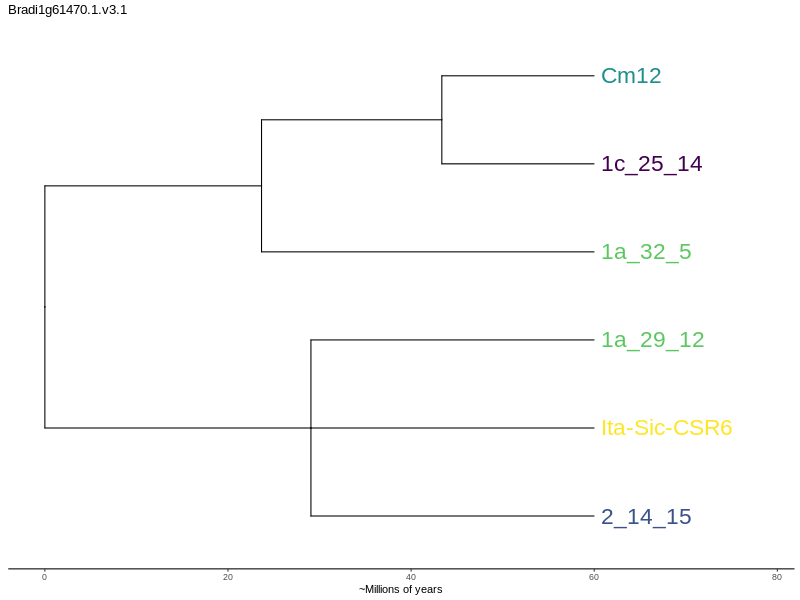 Bradi1g61470.1.v3.1
Cm12
1c_25_14
1a_32_5
1a_29_12
Ita-Sic-CSR6
2_14_15
0 20 40 60 80
~Millions of years